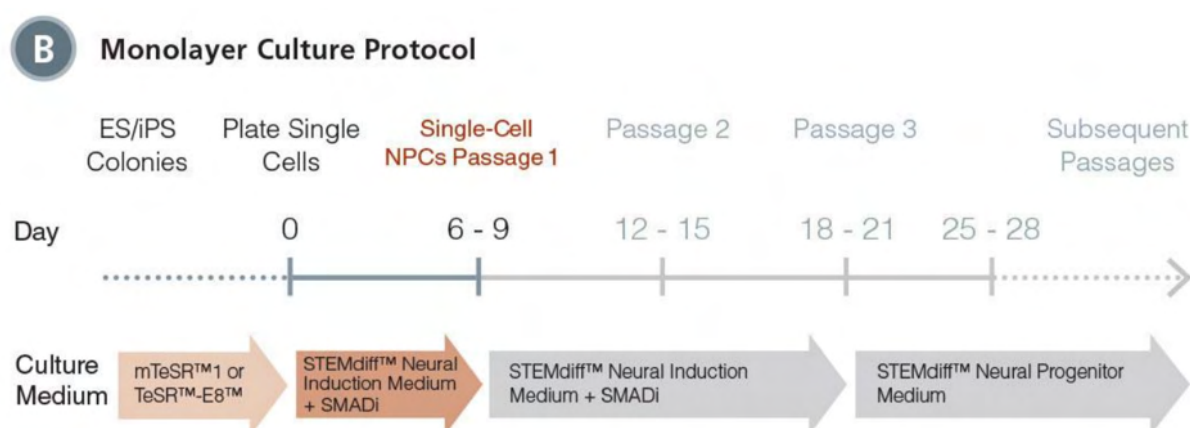 B Monolayer Culture Protocol
ES/iPS
Colonies
Plate Single
Cells
Single-Cell
NPCs Passage 1
Passage 2
Passage 3
Subsequent
Passages
Day
0
6 - 9
12 - 15
18 - 21
25 - 28
Culture
Medium
mTeSR™1 or
TeSR™-E8™
STEMdiff™ Neural
Induction Medium
+ SMADi
STEMdiff™ Neural Induction
Medium + SMADi
STEMdiff™ Neural Progenitor
Medium